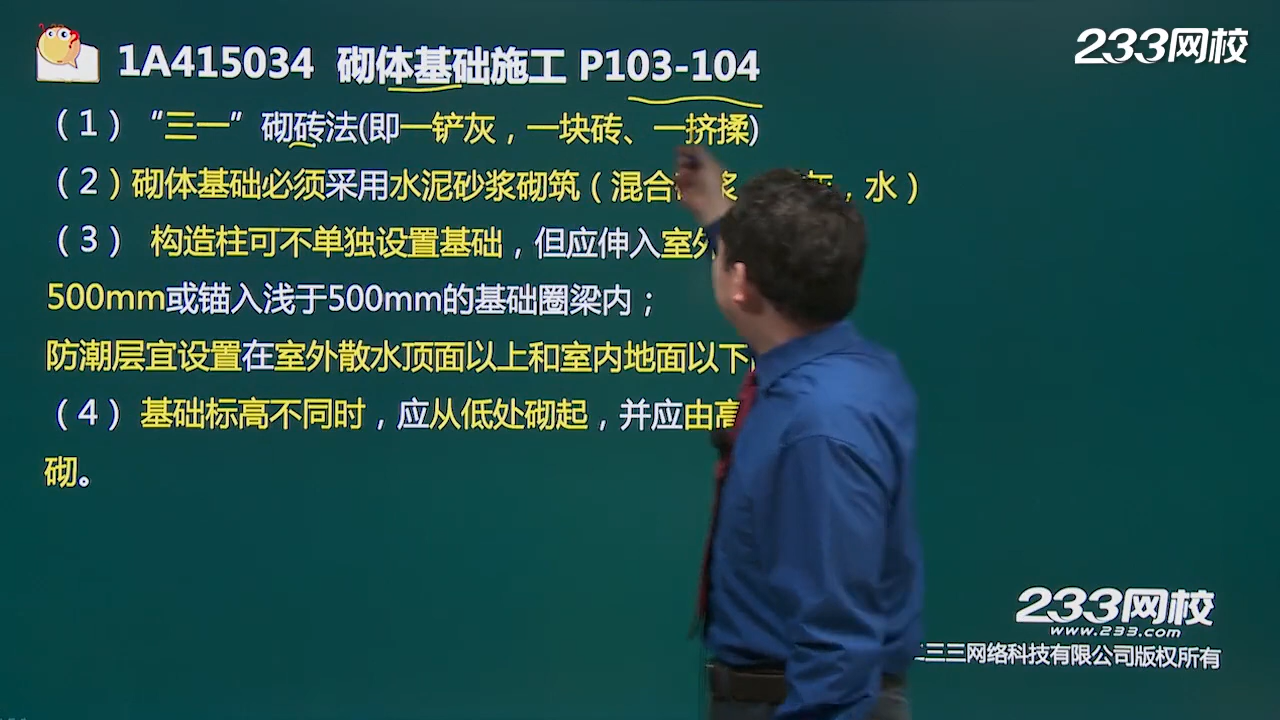 1A415034 砌体基础施工 P103-104
233网校
（1）“三一”砌砖法(即一铲灰，一块砖、一挤揉)
（2）砌体基础必须采用水泥砂浆砌筑（混合 浆 灰，水）
（3） 构造柱可不单独设置基础，但应伸入室外
500mm或锚入浅于500mm的基础圈梁内；
防潮层宜设置在室外散水顶面以上和室内地面以下
（4） 基础标高不同时，应从低处砌起，并应由高
砌。
233网校
www.233.com
二三三网络科技有限公司版权所有